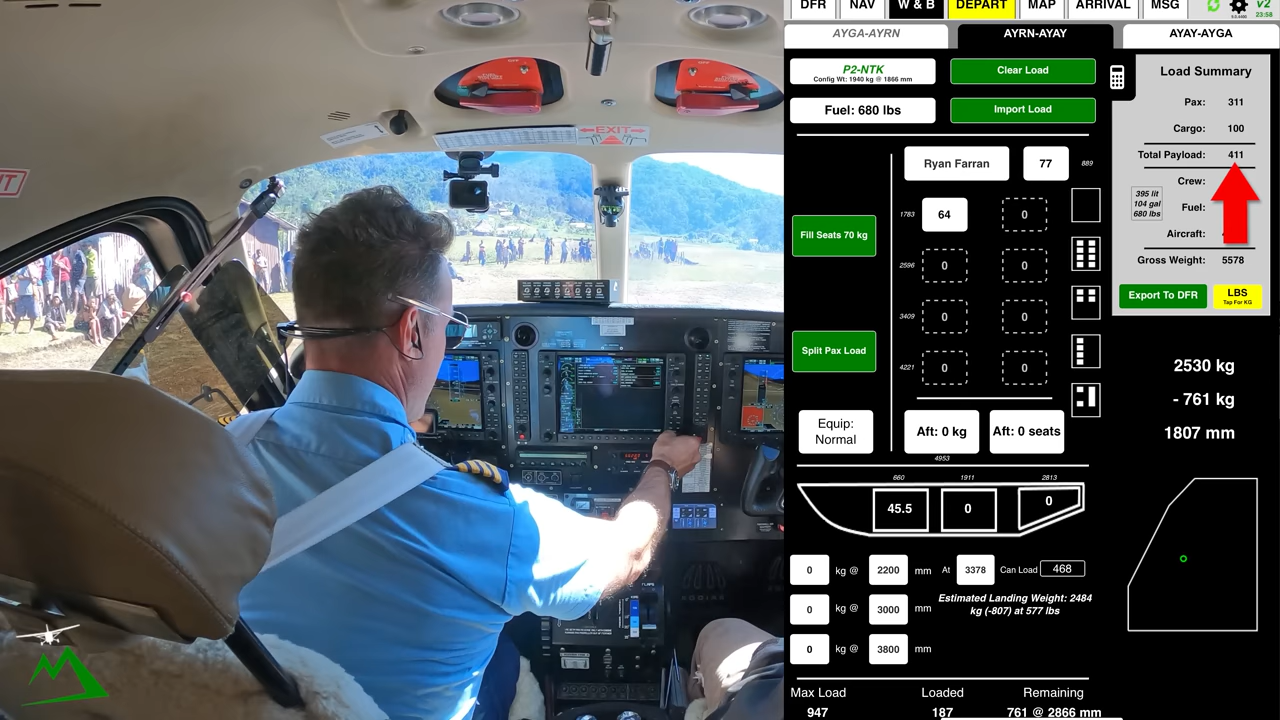 DFR NAV W & B DEPART MAP ARRIVAL MSG v2
23:58
AYGA-AYRN AYRN-AYAY AYAY-AYGA
P2-NTK
Config Wt: 1940 kg @ 1866 mm
Clear Load
Fuel: 680 lbs
Import Load
Ryan Farran 77 889
1783 64 0
Fill Seats 70 kg
2596 0 0
3409 0 0
Split Pax Load
4221 0 0
Equip:
Normal
Aft: 0 kg Aft: 0 seats
4953
660 1911 2813
45.5 0 0
0 kg @ 2200 mm At 3378 Can Load 468
Estimated Landing Weight: 2484
kg (-807) at 577 lbs
0 kg @ 3000 mm
0 kg @ 3800 mm
Max Load Loaded Remaining
947 187 761 @ 2866 mm
Load Summary
Pax: 311
Cargo: 100
Total Payload: 411
Crew:
395 lit
104 gal
680 lbs
Fuel:
Aircraft:
Gross Weight: 5578
Export To DFR
LBS
Tap For KG
2530 kg
- 761 kg
1807 mm
EXIT
KODIAK
FLAPS